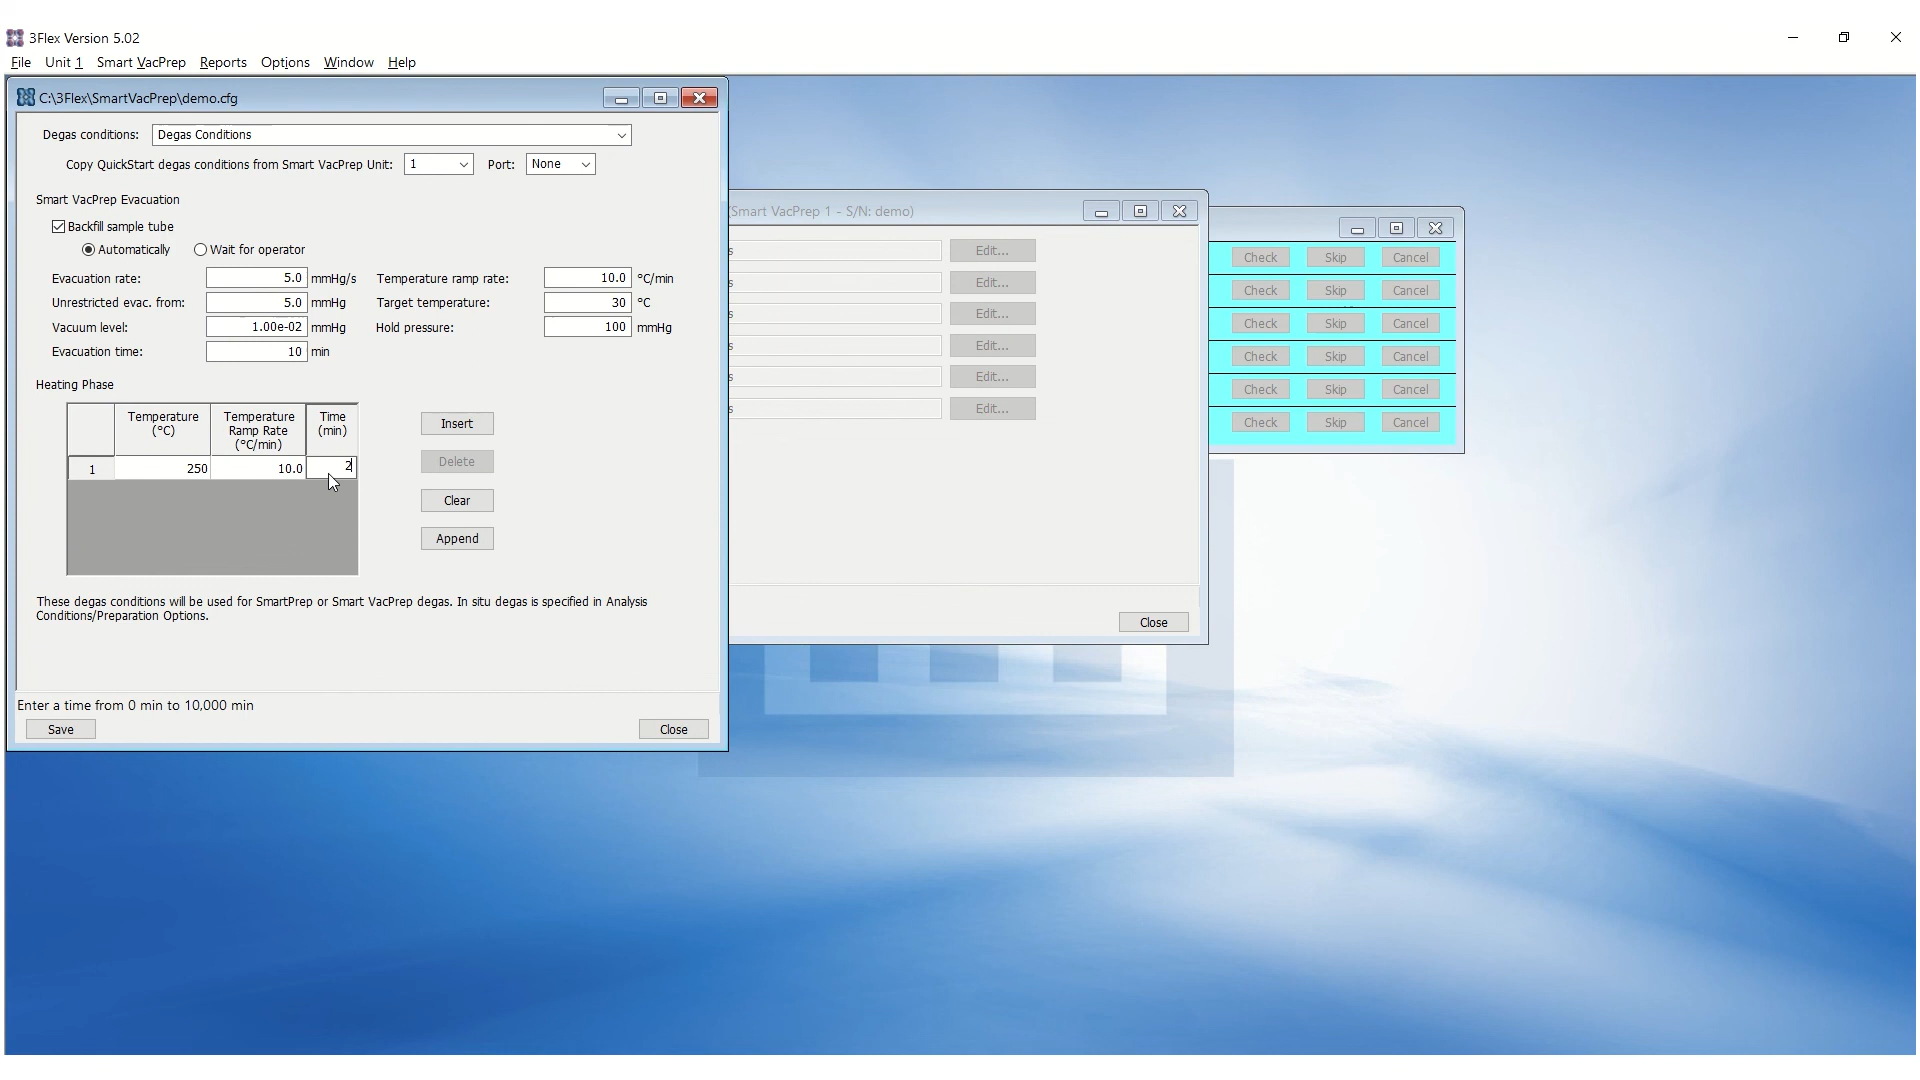 3Flex Version 5.02
File Unit 1 Smart VacPrep Reports Options Window Help
C:\3Flex\SmartVacPrep\demo.cfg
Degas conditions: Degas Conditions
Copy QuickStart degas conditions from Smart VacPrep Unit: 1 Port: None
Smart VacPrep Evacuation
Backfill sample tube
Automatically Wait for operator
Evacuation rate: 5.0 mmHg/s Temperature ramp rate: 10.0 °C/min
Unrestricted evac. from: 5.0 mmHg Target temperature: 30 °C
Vacuum level: 1.00e-02 mmHg Hold pressure: 100 mmHg
Evacuation time: 10 min
Heating Phase
Temperature (°C) Temperature Ramp Rate (°C/min) Time (min)
1 250 10.0 2
Insert
Delete
Clear
Append
These degas conditions will be used for SmartPrep or Smart VacPrep degas. In situ degas is specified in Analysis
Conditions/Preparation Options.
Enter a time from 0 min to 10,000 min
Save Close
(Smart VacPrep 1 - S/N: demo)
s Edit...
s Edit...
s Edit...
s Edit...
s Edit...
s Edit...
Close
Check Skip Cancel
Check Skip Cancel
Check Skip Cancel
Check Skip Cancel
Check Skip Cancel
Check Skip Cancel